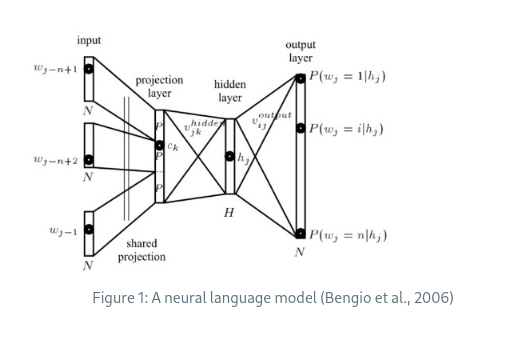 input
output
layer
projection
layer
hidden
layer
w_{j-n+1}
w_{j-n+2}
w_{j-1}
N
N
N
P
P
P
c_k
v_{jk}^{hidden}
h_j
H
v_{ij}^{output}
P(w_j = 1|h_j)
P(w_j = i|h_j)
P(w_j = n|h_j)
N
shared
projection
Figure 1: A neural language model (Bengio et al., 2006)